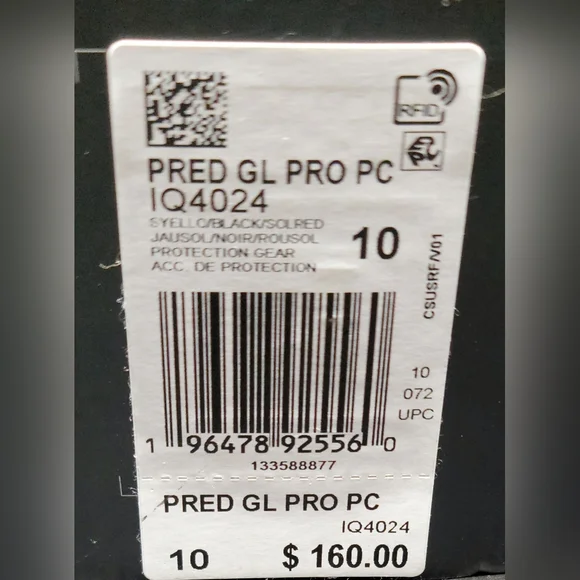 RFID
PRED GL PRO PC
IQ4024
SYELLO/BLACK/SOLRED
JAUSOL/NOIR/ROUSOL
PROTECTION GEAR
ACC. DE PROTECTION
10
CSUSRF/V01
10
072
UPC
1 96478 92556 0
133588877
PRED GL PRO PC
IQ4024
10 $ 160.00